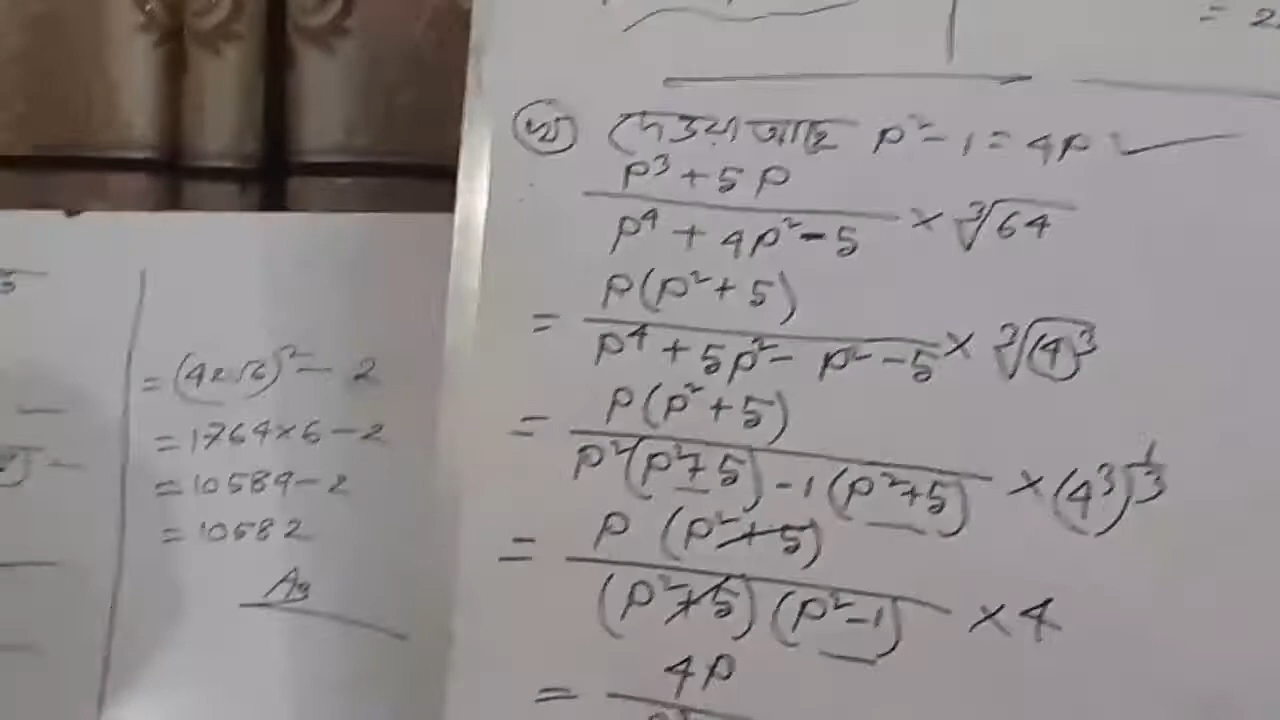 = 2
= (42√6)² - 2
= 1764×6 - 2
= 10584 - 2
= 10582
Ans
দেওয়া আছে p² - 1 = 4p
p³ + 5p / p⁴ + 4p² - 5 × ∛64
= p(p² + 5) / p⁴ + 5p² - p² - 5 × ∛(4)³
= p(p² + 5) / p²(p² + 5) - 1(p² + 5) × (4³)^1/3
= p(p² + 5) / (p² + 5)(p² - 1) × 4
= 4p